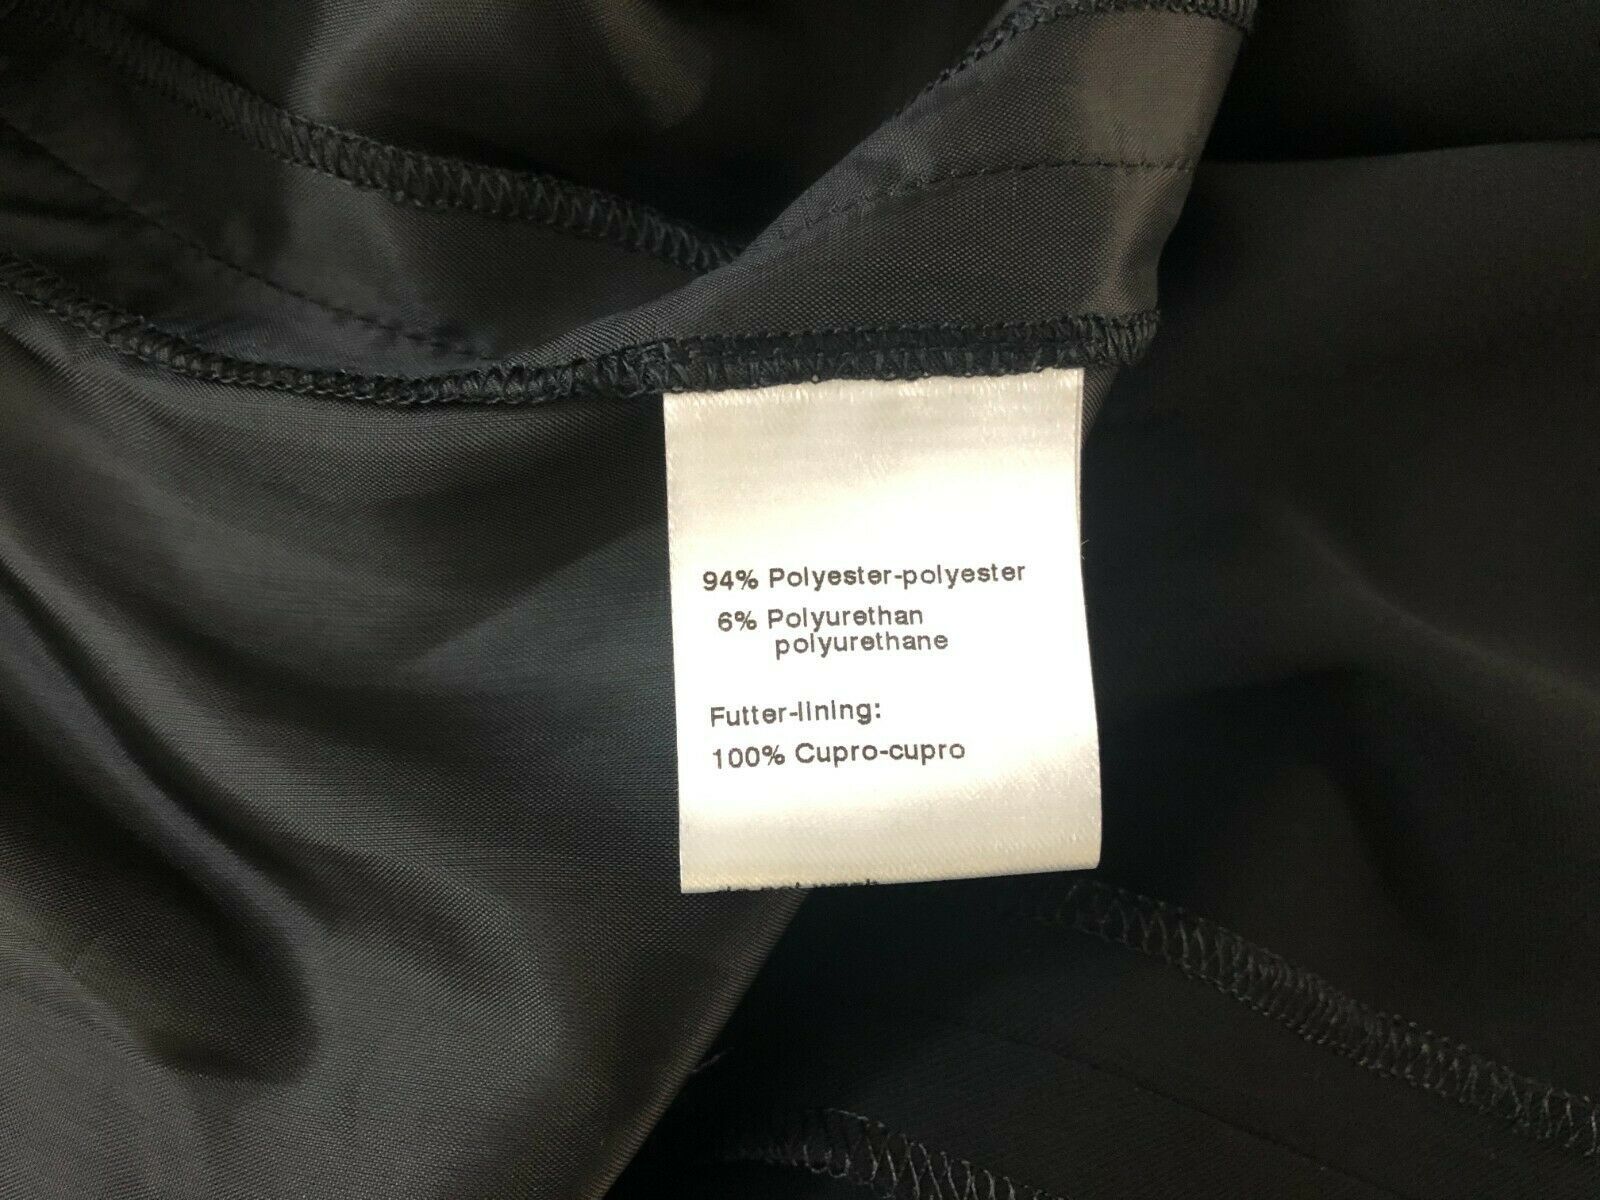 94% Polyester-polyester
6% Polyurethan
polyurethane
Futter-lining:
100% Cupro-cupro